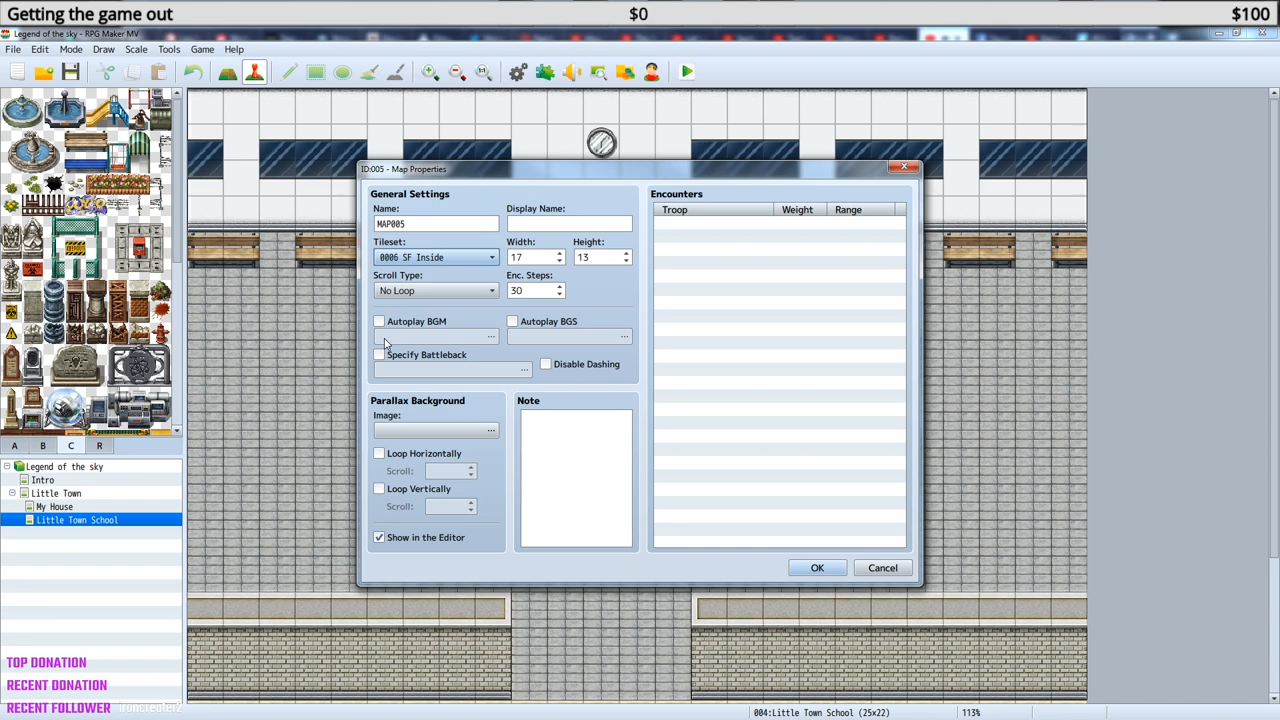 Getting the game out $0 $100
Legend of the sky - RPG Maker MV
File Edit Mode Draw Scale Tools Game Help
ID:005 - Map Properties
General Settings
Name: Display Name:
MAP005
Tileset: Width: Height:
0006 SF Inside 17 13
Scroll Type: Enc. Steps:
No Loop 30
Autoplay BGM Autoplay BGS
... ...
Specify Battleback
Disable Dashing
...
Parallax Background
Image:
...
Loop Horizontally
Scroll:
Loop Vertically
Scroll:
Show in the Editor
Note
Encounters
Troop Weight Range
OK Cancel
A B C R
Legend of the sky
Intro
Little Town
My House
Little Town School
TOP DONATION
RECENT DONATION
RECENT FOLLOWER
004:Little Town School (25x22) 113%